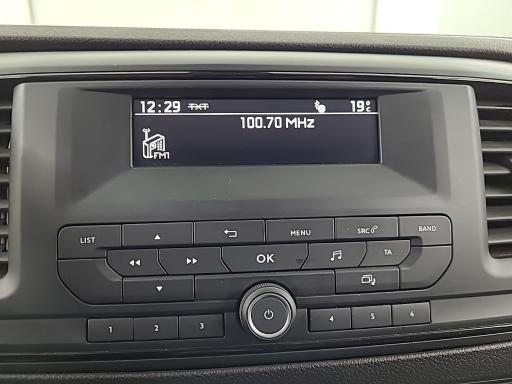 12:29 TXT 19°C
100.70 MHz
FM1
LIST MENU SRC BAND
OK TA
1 2 3 4 5 6